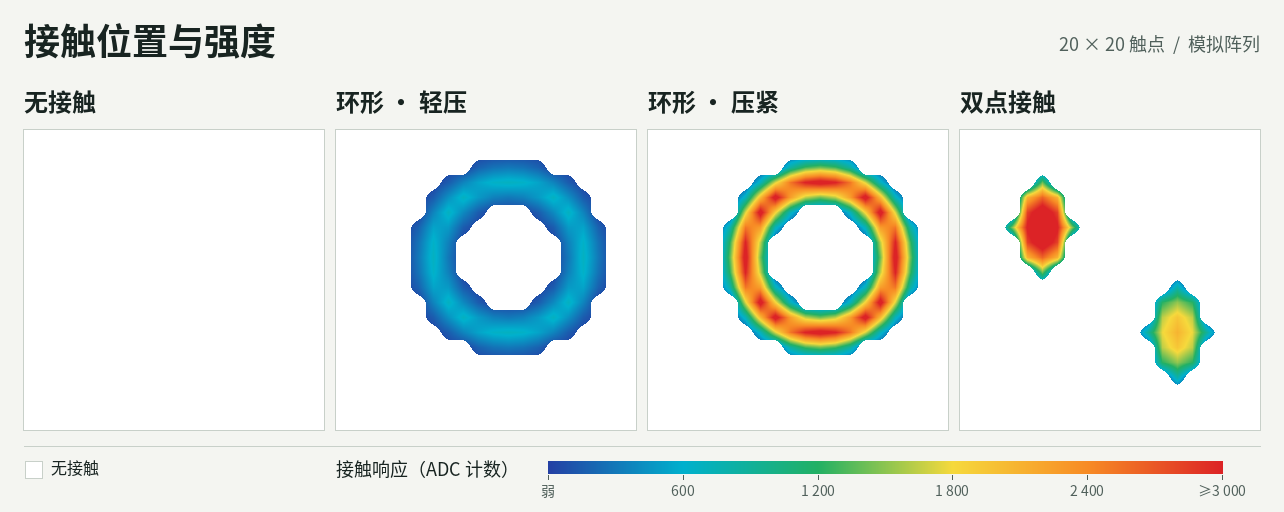 接触位置与强度
20 × 20 触点 / 模拟阵列
无接触
环形 · 轻压
环形 · 压紧
双点接触
无接触
接触响应（ADC 计数）
弱
600
1 200
1 800
2 400
≥3 000